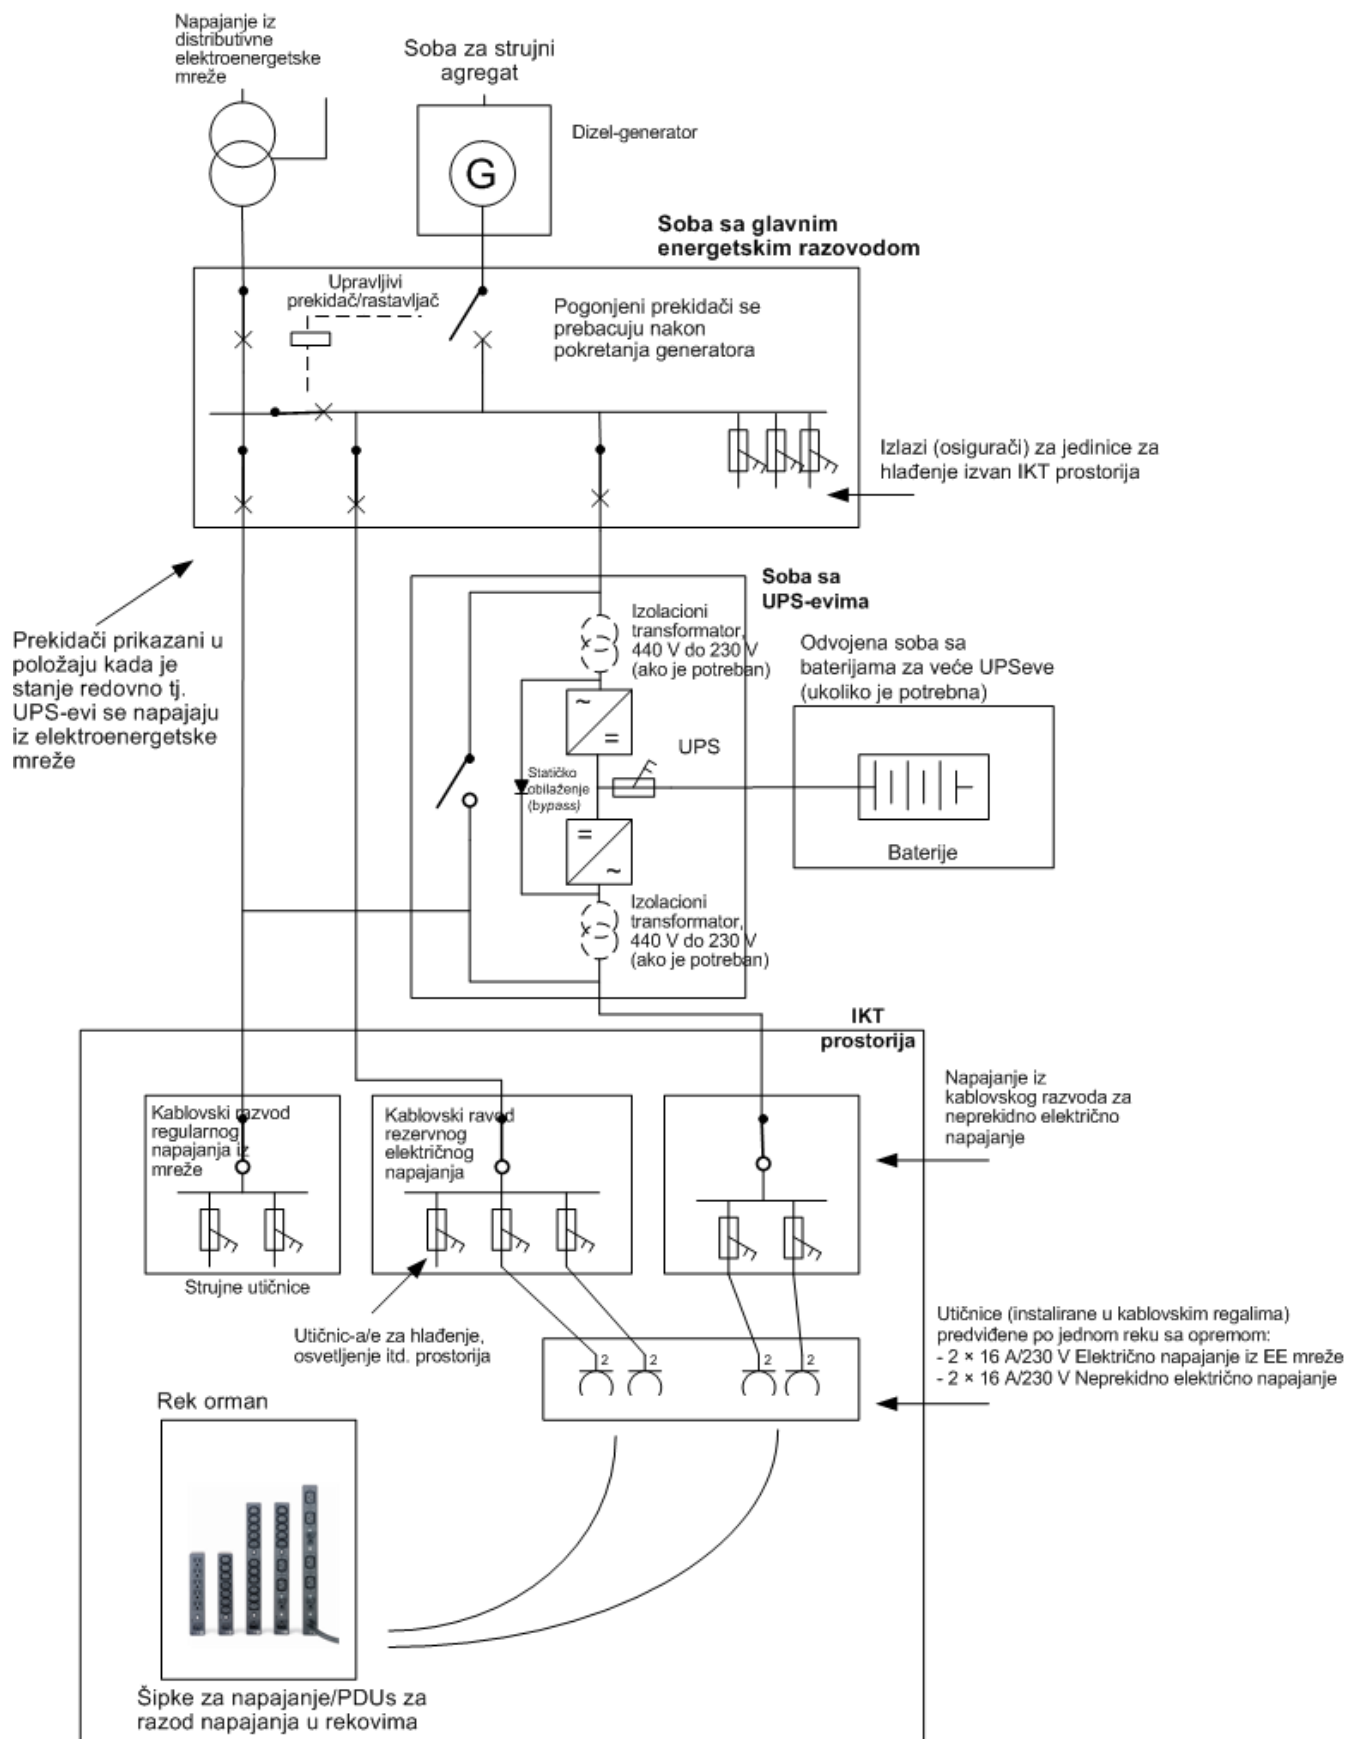 Napajanje iz
distributivne
elektroenergetske
mreže
Soba za strujni
agregat
Dizel-generator
G
Soba sa glavnim
energetskim razovodom
Upravljivi
prekidač/rastavljač
Pogonjeni prekidači se
prebacuju nakon
pokretanja generatora
Izlazi (osigurači) za jedinice za
hlađenje izvan IKT prostorija
Prekidači prikazani u
položaju kada je
stanje redovno tj.
UPS-evi se napajaju
iz elektroenergetske
mreže
Soba sa
UPS-evima
Izolacioni
transformator,
440 V do 230 V
(ako je potreban)
Odvojena soba sa
baterijama za veće UPSeve
(ukoliko je potrebna)
~
=
UPS
Statičko
obilaženje
(bypass)
=
~
Baterije
Izolacioni
transformator,
440 V do 230 V
(ako je potreban)
IKT
prostorija
Kablovski razvod
regularnog
napajanja iz
mreže
Kablovski ravod
rezervnog
električnog
napajanja
Napajanje iz
kablovskog razvoda za
neprekidno električno
napajanje
Strujne utičnice
Utičnic-a/e za hlađenje,
osvetljenje itd. prostorija
2 2 2 2
Utičnice (instalirane u kablovskim regalima)
predviđene po jednom reku sa opremom:
- 2 × 16 A/230 V Električno napajanje iz EE mreže
- 2 × 16 A/230 V Neprekidno električno napajanje
Rek orman
Šipke za napajanje/PDUs za
razod napajanja u rekovima